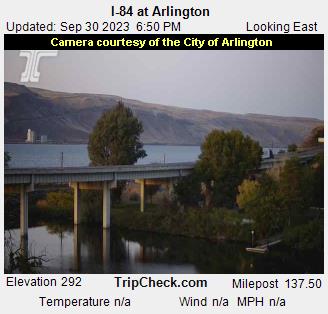 I-84 at Arlington
Updated: Sep 30 2023 6:50 PM Looking East
Camera courtesy of the City of Arlington
Elevation 292 TripCheck.com Milepost 137.50
Temperature n/a Wind n/a MPH n/a